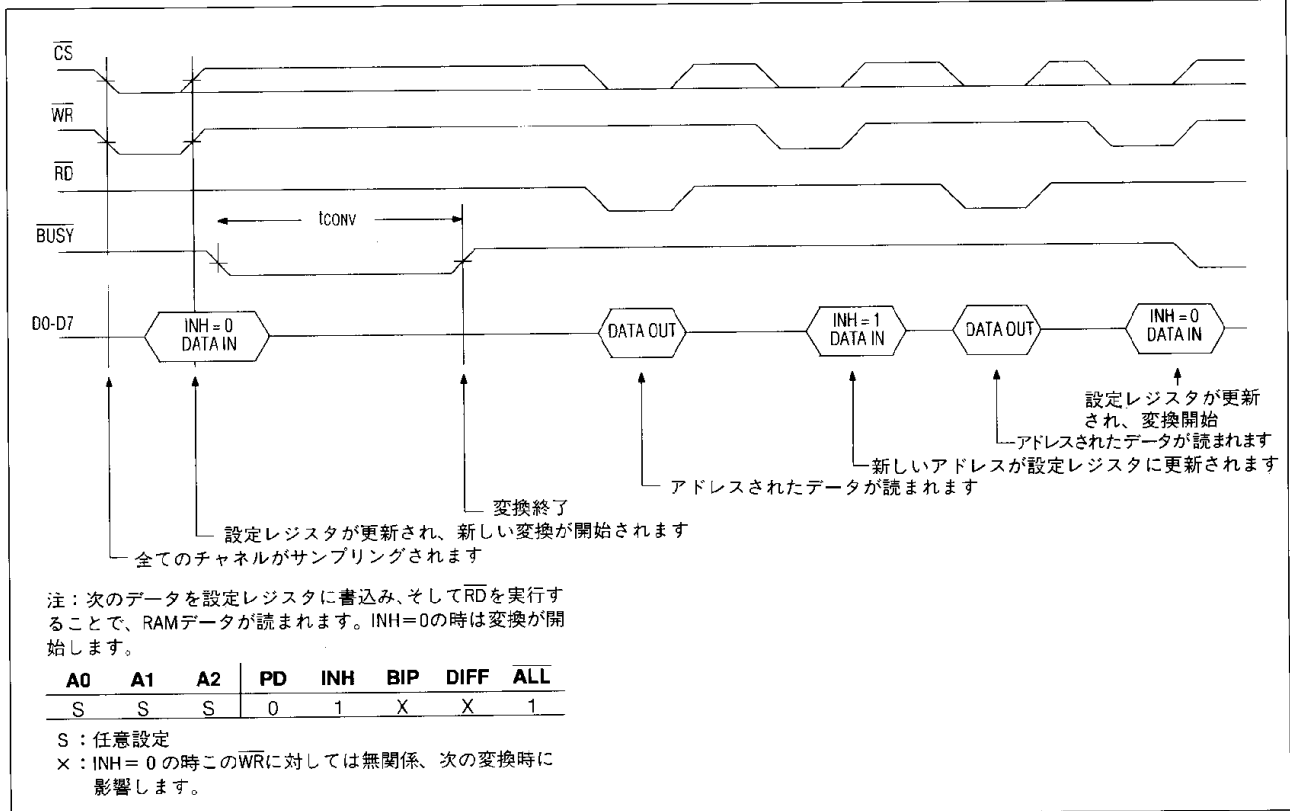 C̅S̅
W̅R̅
R̅D̅
tCONV
B̅U̅S̅Y̅
D0-D7
INH = 0
DATA IN
DATA OUT
INH = 1
DATA IN
DATA OUT
INH = 0
DATA IN
設定レジスタが更新
され、変換開始
アドレスされたデータが読まれます
新しいアドレスが設定レジスタに更新されます
アドレスされたデータが読まれます
変換終了
設定レジスタが更新され、新しい変換が開始されます
全てのチャネルがサンプリングされます
注：次のデータを設定レジスタに書込み、そしてR̅D̅を実行す
ることで、RAMデータが読まれます。INH=0の時は変換が開
始します。
A0 A1 A2 PD INH BIP DIFF A̅L̅L̅
S S S 0 1 X X 1
S：任意設定
×：INH = 0 の時このW̅R̅に対しては無関係、次の変換時に
影響します。